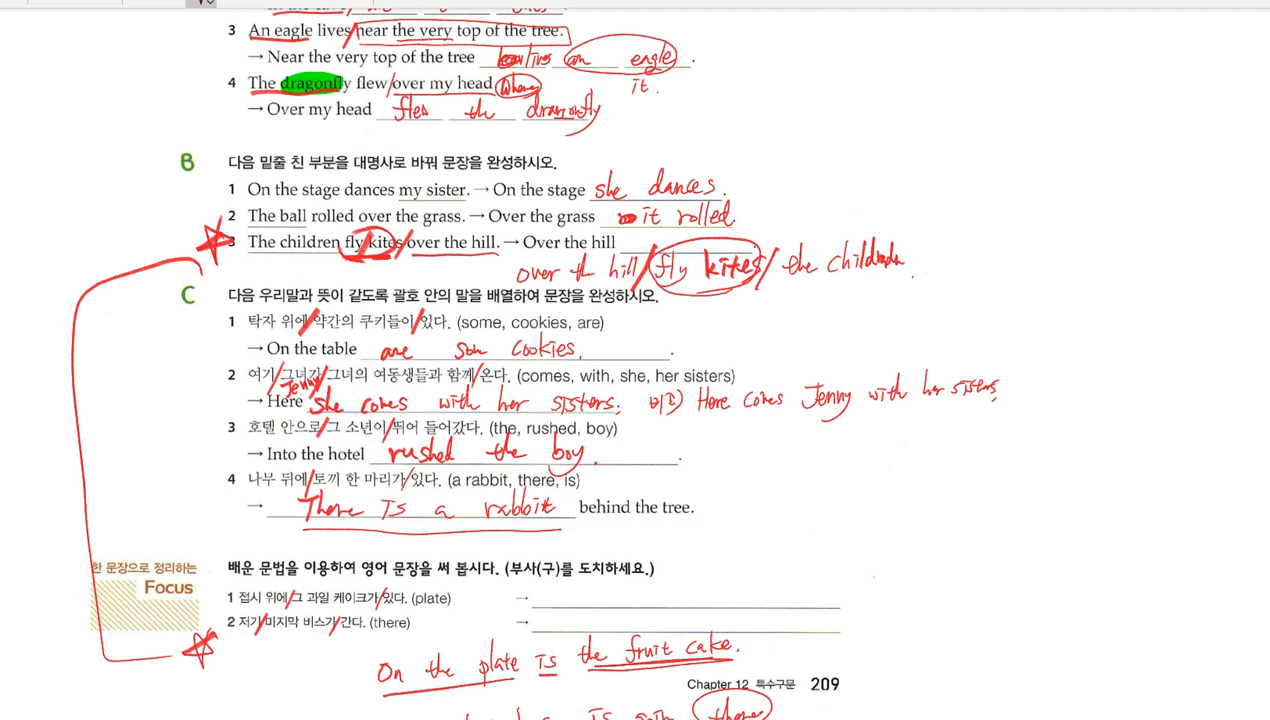 3 An eagle lives near the very top of the tree.
→ Near the very top of the tree lives an eagle.
it.
4 The dragonfly flew over my head
→ Over my head the dragonfly
B 다음 밑줄 친 부분을 대명사로 바꿔 문장을 완성하시오.
1 On the stage dances my sister. → On the stage she dances.
2 The ball rolled over the grass. → Over the grass it rolled.
3 The children fly kites over the hill. → Over the hill
over the hill / fly kites / the children.
C 다음 우리말과 뜻이 같도록 괄호 안의 말을 배열하여 문장을 완성하시오.
1 탁자 위에 약간의 쿠키들이 있다. (some, cookies, are)
→ On the table are som cookies.
2 여기 그녀가 그녀의 여동생들과 함께 온다. (comes, with, she, her sisters)
Jenny
→ Here she comes with her sisters. 비교) Here comes Jenny with her sisters.
3 호텔 안으로 그 소년이 뛰어 들어갔다. (the, rushed, boy)
→ Into the hotel rushed the boy.
4 나무 뒤에 토끼 한 마리가 있다. (a rabbit, there, is)
→ There is a rabbit behind the tree.
한 문장으로 정리하는
Focus
배운 문법을 이용하여 영어 문장을 써 봅시다. (부사(구)를 도치하세요.)
1 접시 위에 그 과일 케이크가 있다. (plate) →
2 저기 마지막 버스가 간다. (there) →
On the plate is the fruit cake.
Chapter 12 특수구문 209